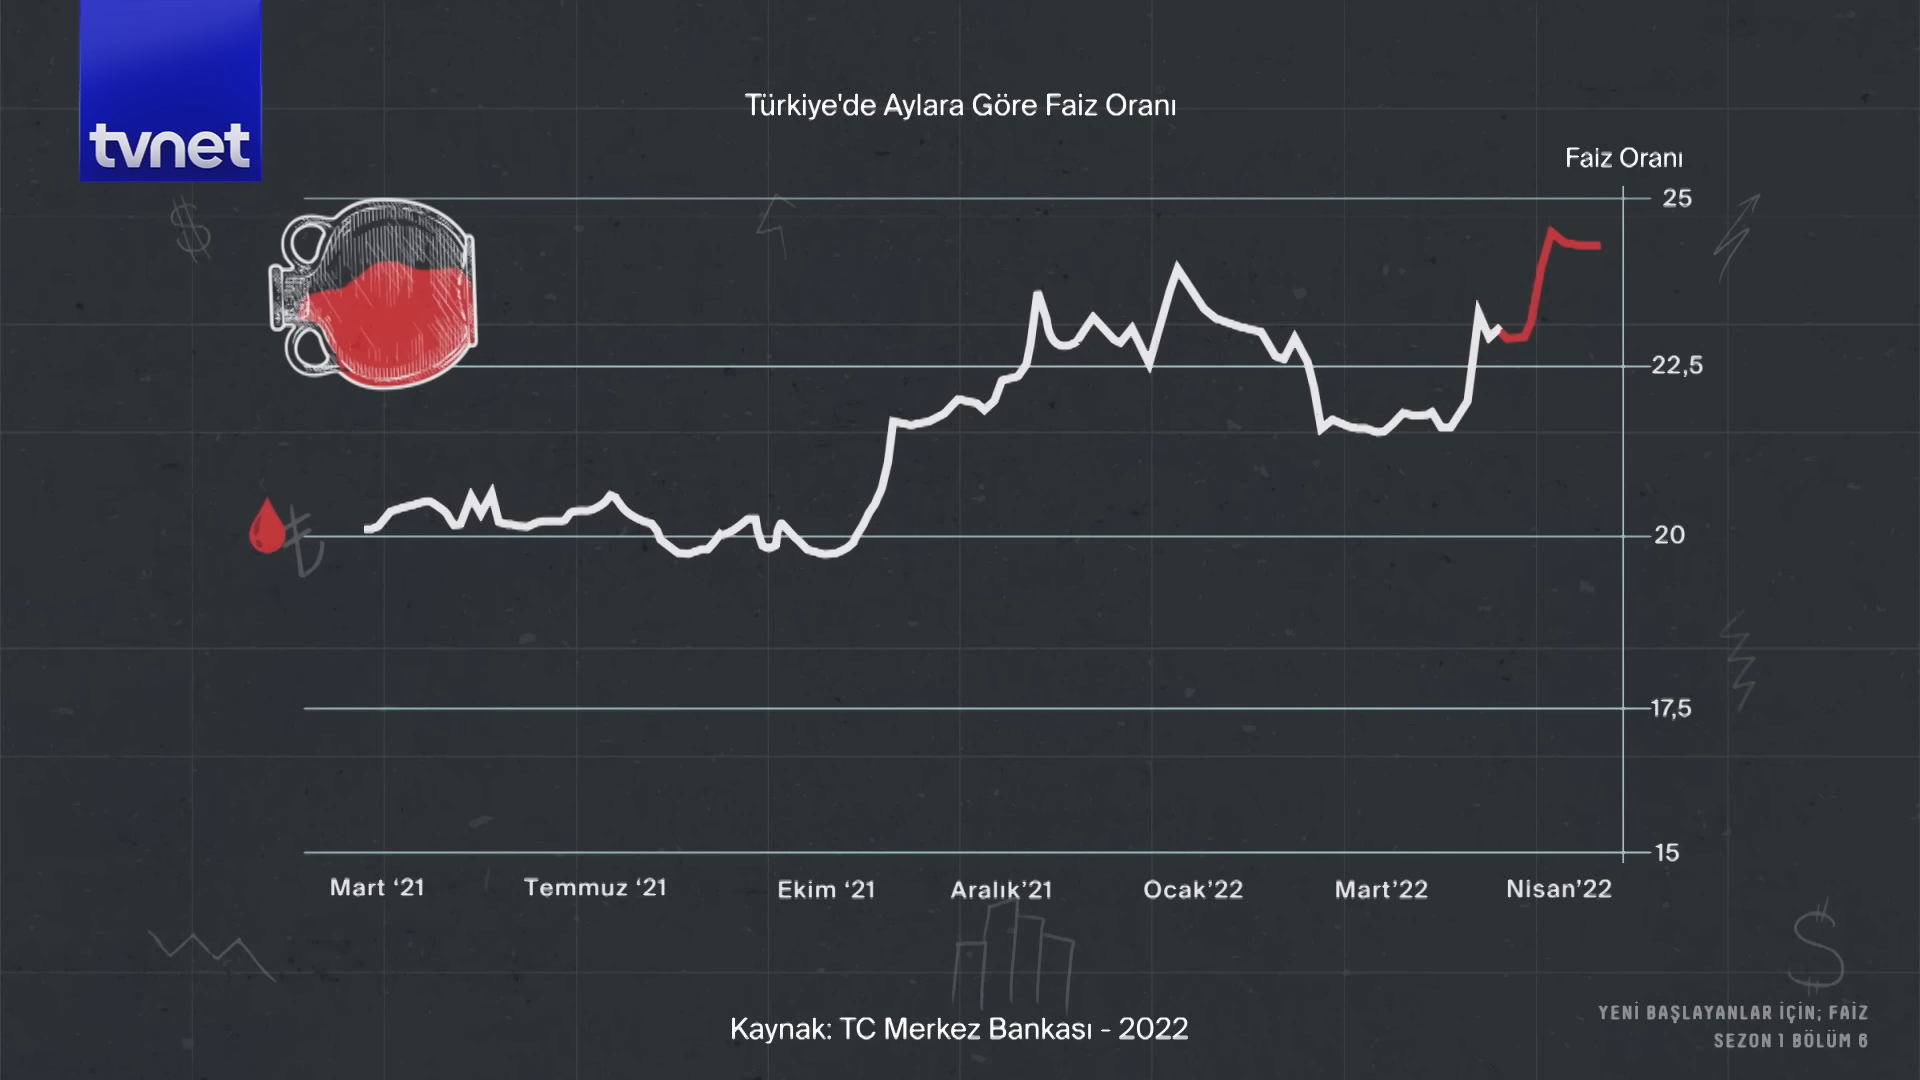 tvnet
Türkiye'de Aylara Göre Faiz Oranı
Faiz Oranı
25
22,5
20
17,5
15
Mart ‘21
Temmuz ‘21
Ekim ‘21
Aralık’21
Ocak’22
Mart’22
Nisan’22
Kaynak: TC Merkez Bankası - 2022
YENİ BAŞLAYANLAR İÇİN; FAİZ
SEZON 1 BÖLÜM 6